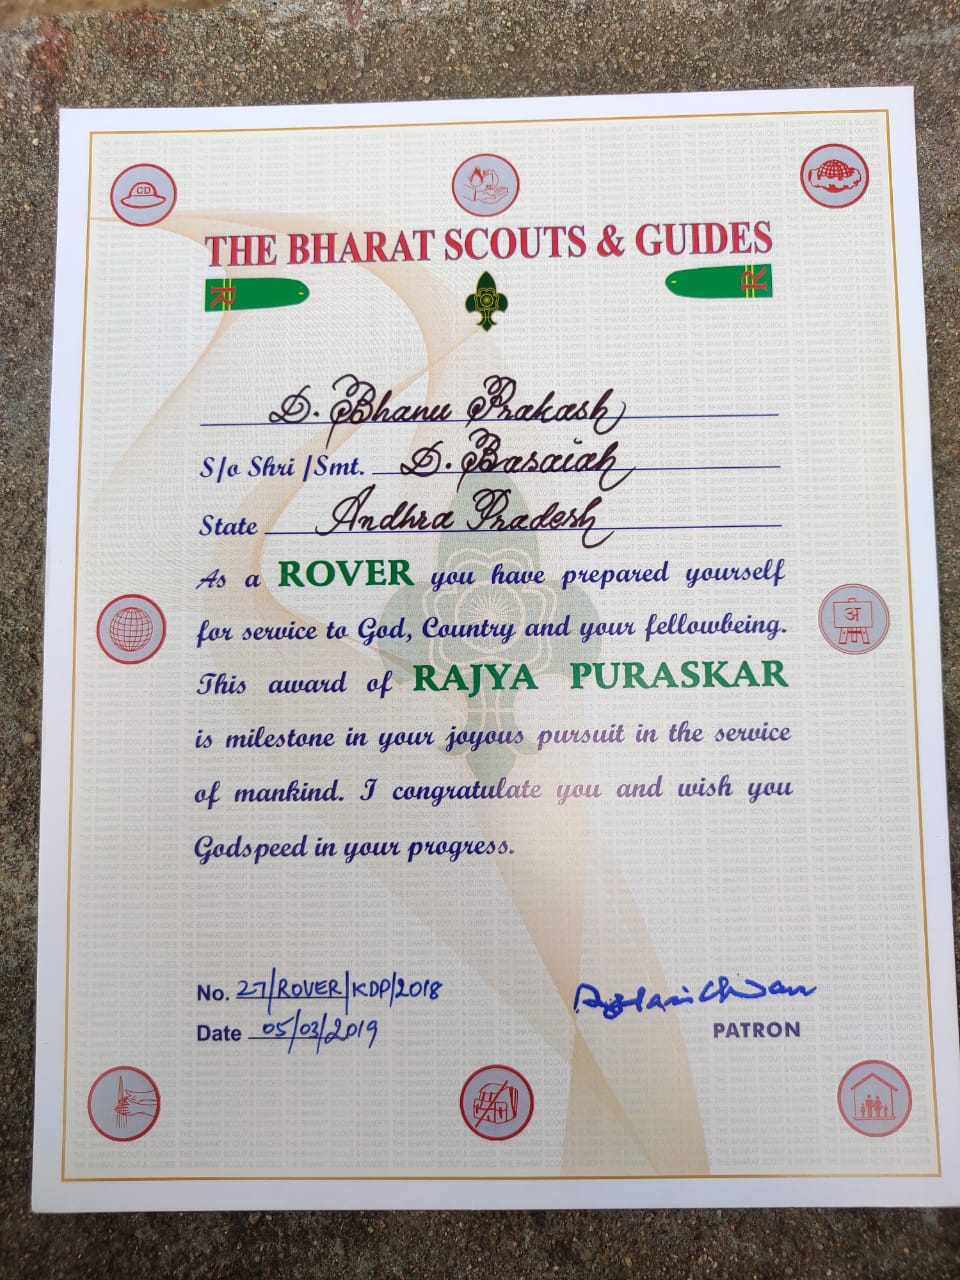 CD
THE BHARAT SCOUTS & GUIDES
R R
D. Bhanu Prakash
S/o Shri /Smt. D. Basaiah
State Andhra Pradesh
As a ROVER you have prepared yourself
for service to God, Country and your fellowbeing.
अ
This award of RAJYA PURASKAR
is milestone in your joyous pursuit in the service
of mankind. I congratulate you and wish you
Godspeed in your progress.
No. 27/ROVER/KDP/2018
Date 05/03/2019
PATRON